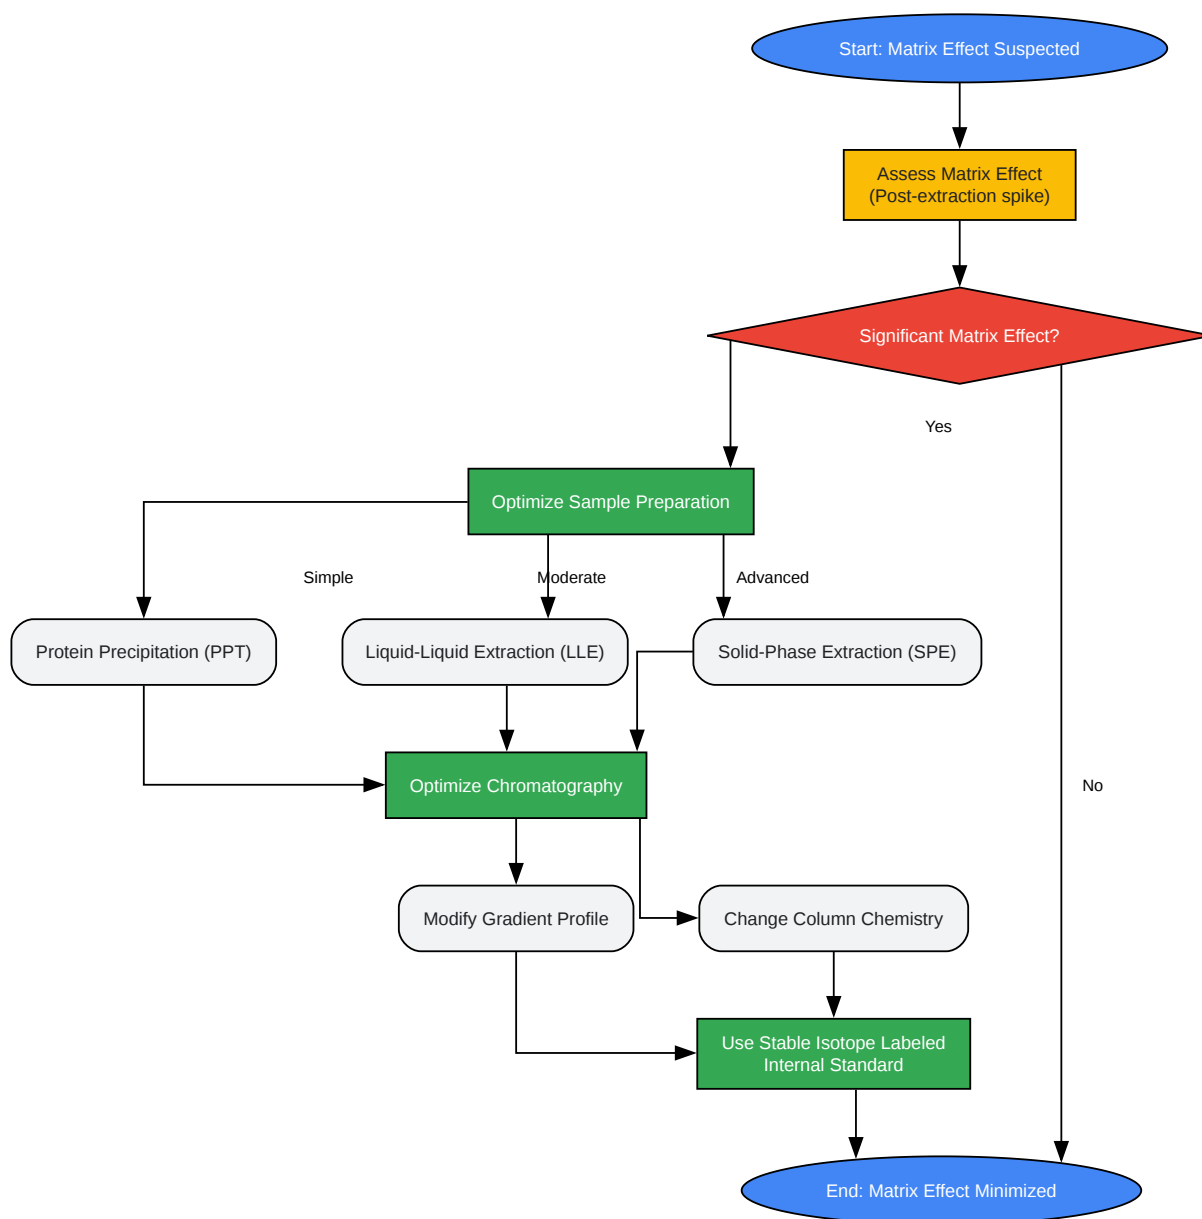 Start: Matrix Effect Suspected
Assess Matrix Effect
(Post-extraction spike)
Significant Matrix Effect?
Yes
Optimize Sample Preparation
Simple
Moderate
Advanced
Protein Precipitation (PPT)
Liquid-Liquid Extraction (LLE)
Solid-Phase Extraction (SPE)
Optimize Chromatography
No
Modify Gradient Profile
Change Column Chemistry
Use Stable Isotope Labeled
Internal Standard
End: Matrix Effect Minimized